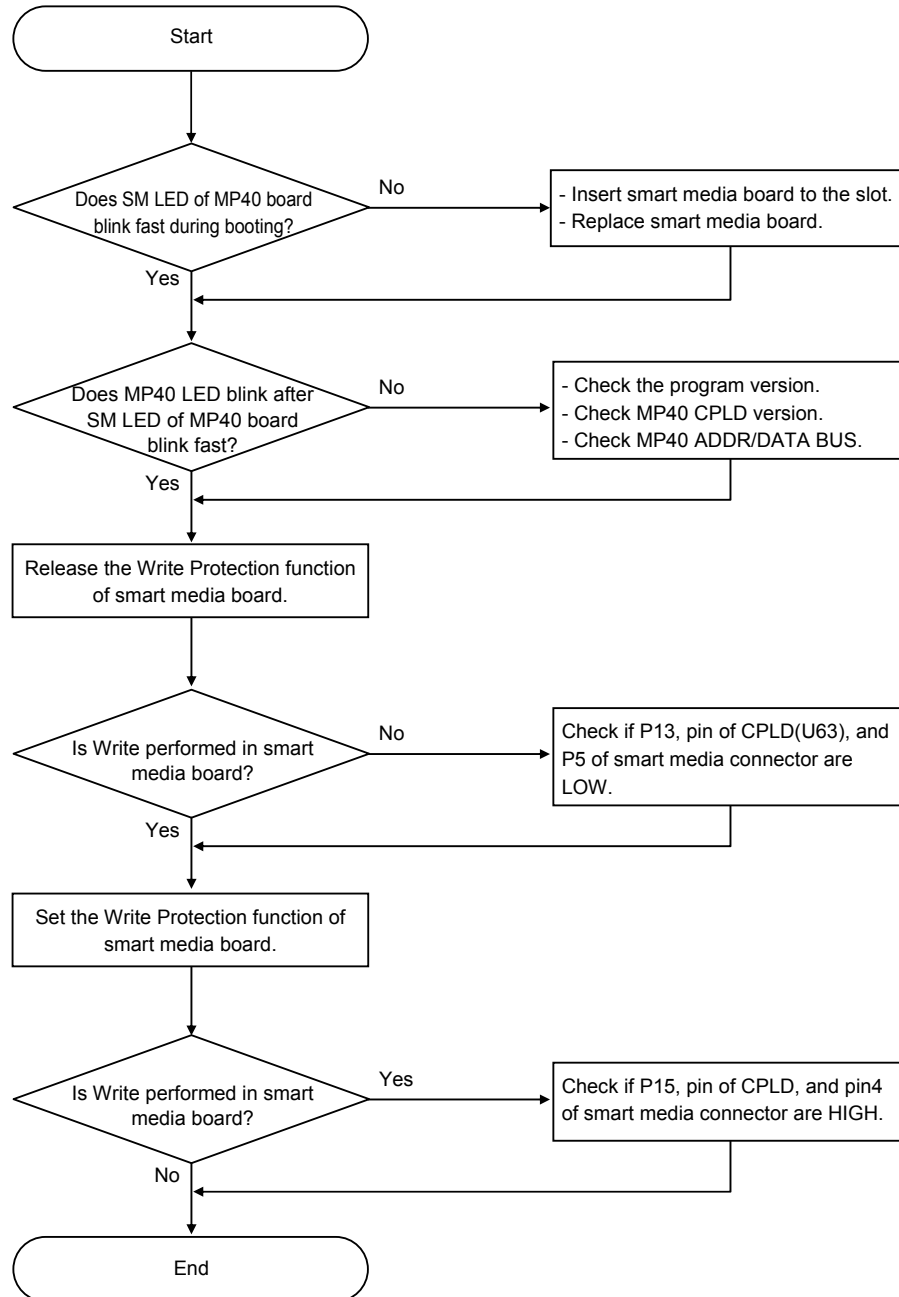 Start
Does SM LED of MP40 board
blink fast during booting?
No
- Insert smart media board to the slot.
- Replace smart media board.
Yes
Does MP40 LED blink after
SM LED of MP40 board
blink fast?
No
- Check the program version.
- Check MP40 CPLD version.
- Check MP40 ADDR/DATA BUS.
Yes
Release the Write Protection function
of smart media board.
Is Write performed in smart
media board?
No
Check if P13, pin of CPLD(U63), and
P5 of smart media connector are
LOW.
Yes
Set the Write Protection function of
smart media board.
Is Write performed in smart
media board?
Yes
Check if P15, pin of CPLD, and pin4
of smart media connector are HIGH.
No
End